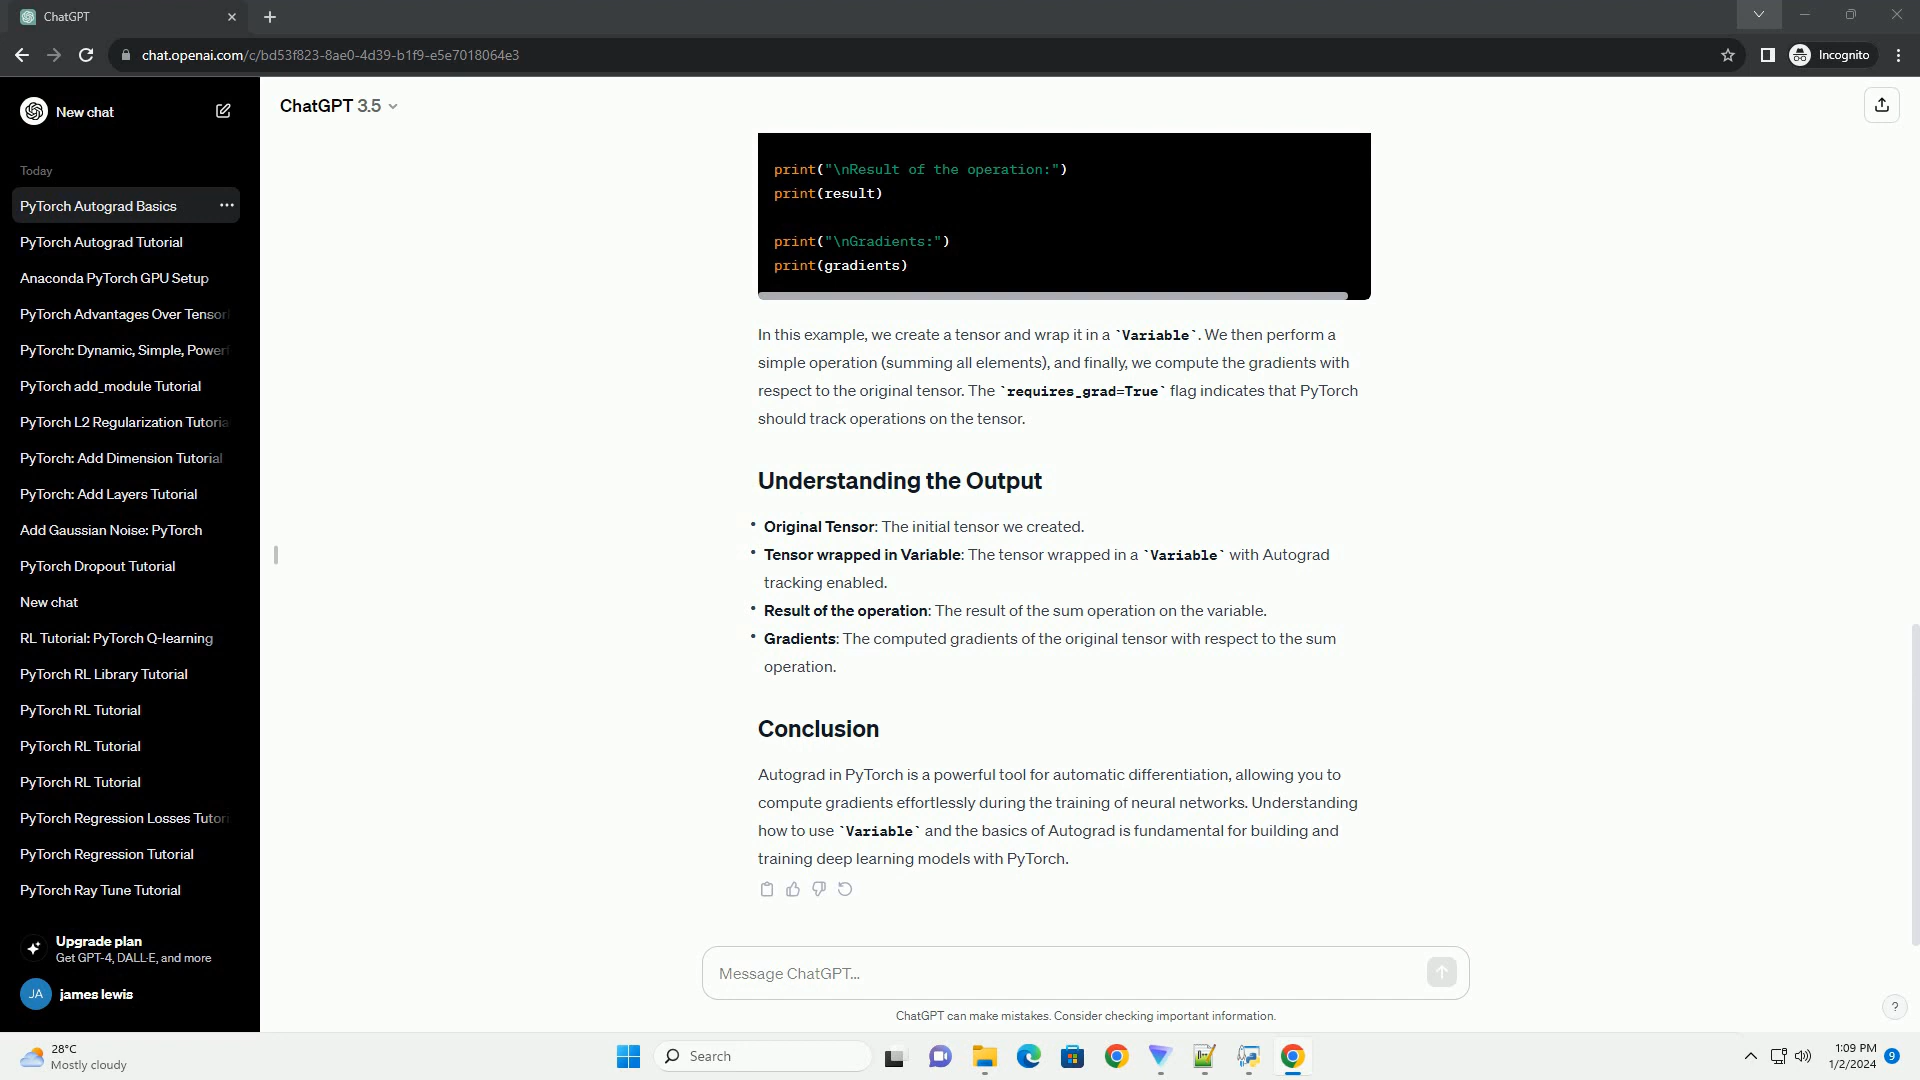 ChatGPT
chat.openai.com/c/bd53f823-8ae0-4d39-b1f9-e5e7018064e3
Incognito
New chat
Today
PyTorch Autograd Basics
PyTorch Autograd Tutorial
Anaconda PyTorch GPU Setup
PyTorch Advantages Over Tensor
PyTorch: Dynamic, Simple, Powerf
PyTorch add_module Tutorial
PyTorch L2 Regularization Tutoria
PyTorch: Add Dimension Tutorial
PyTorch: Add Layers Tutorial
Add Gaussian Noise: PyTorch
PyTorch Dropout Tutorial
New chat
RL Tutorial: PyTorch Q-learning
PyTorch RL Library Tutorial
PyTorch RL Tutorial
PyTorch RL Tutorial
PyTorch RL Tutorial
PyTorch Regression Losses Tutori
PyTorch Regression Tutorial
PyTorch Ray Tune Tutorial
Upgrade plan
Get GPT-4, DALL·E, and more
JA james lewis
ChatGPT 3.5
print("\nResult of the operation:")
print(result)
print("\nGradients:")
print(gradients)
In this example, we create a tensor and wrap it in a `Variable`. We then perform a
simple operation (summing all elements), and finally, we compute the gradients with
respect to the original tensor. The `requires_grad=True` flag indicates that PyTorch
should track operations on the tensor.
Understanding the Output
• Original Tensor: The initial tensor we created.
• Tensor wrapped in Variable: The tensor wrapped in a `Variable` with Autograd
tracking enabled.
• Result of the operation: The result of the sum operation on the variable.
• Gradients: The computed gradients of the original tensor with respect to the sum
operation.
Conclusion
Autograd in PyTorch is a powerful tool for automatic differentiation, allowing you to
compute gradients effortlessly during the training of neural networks. Understanding
how to use `Variable` and the basics of Autograd is fundamental for building and
training deep learning models with PyTorch.
Message ChatGPT...
ChatGPT can make mistakes. Consider checking important information.
?
28°C
Mostly cloudy
Search
1:09 PM
1/2/2024
9